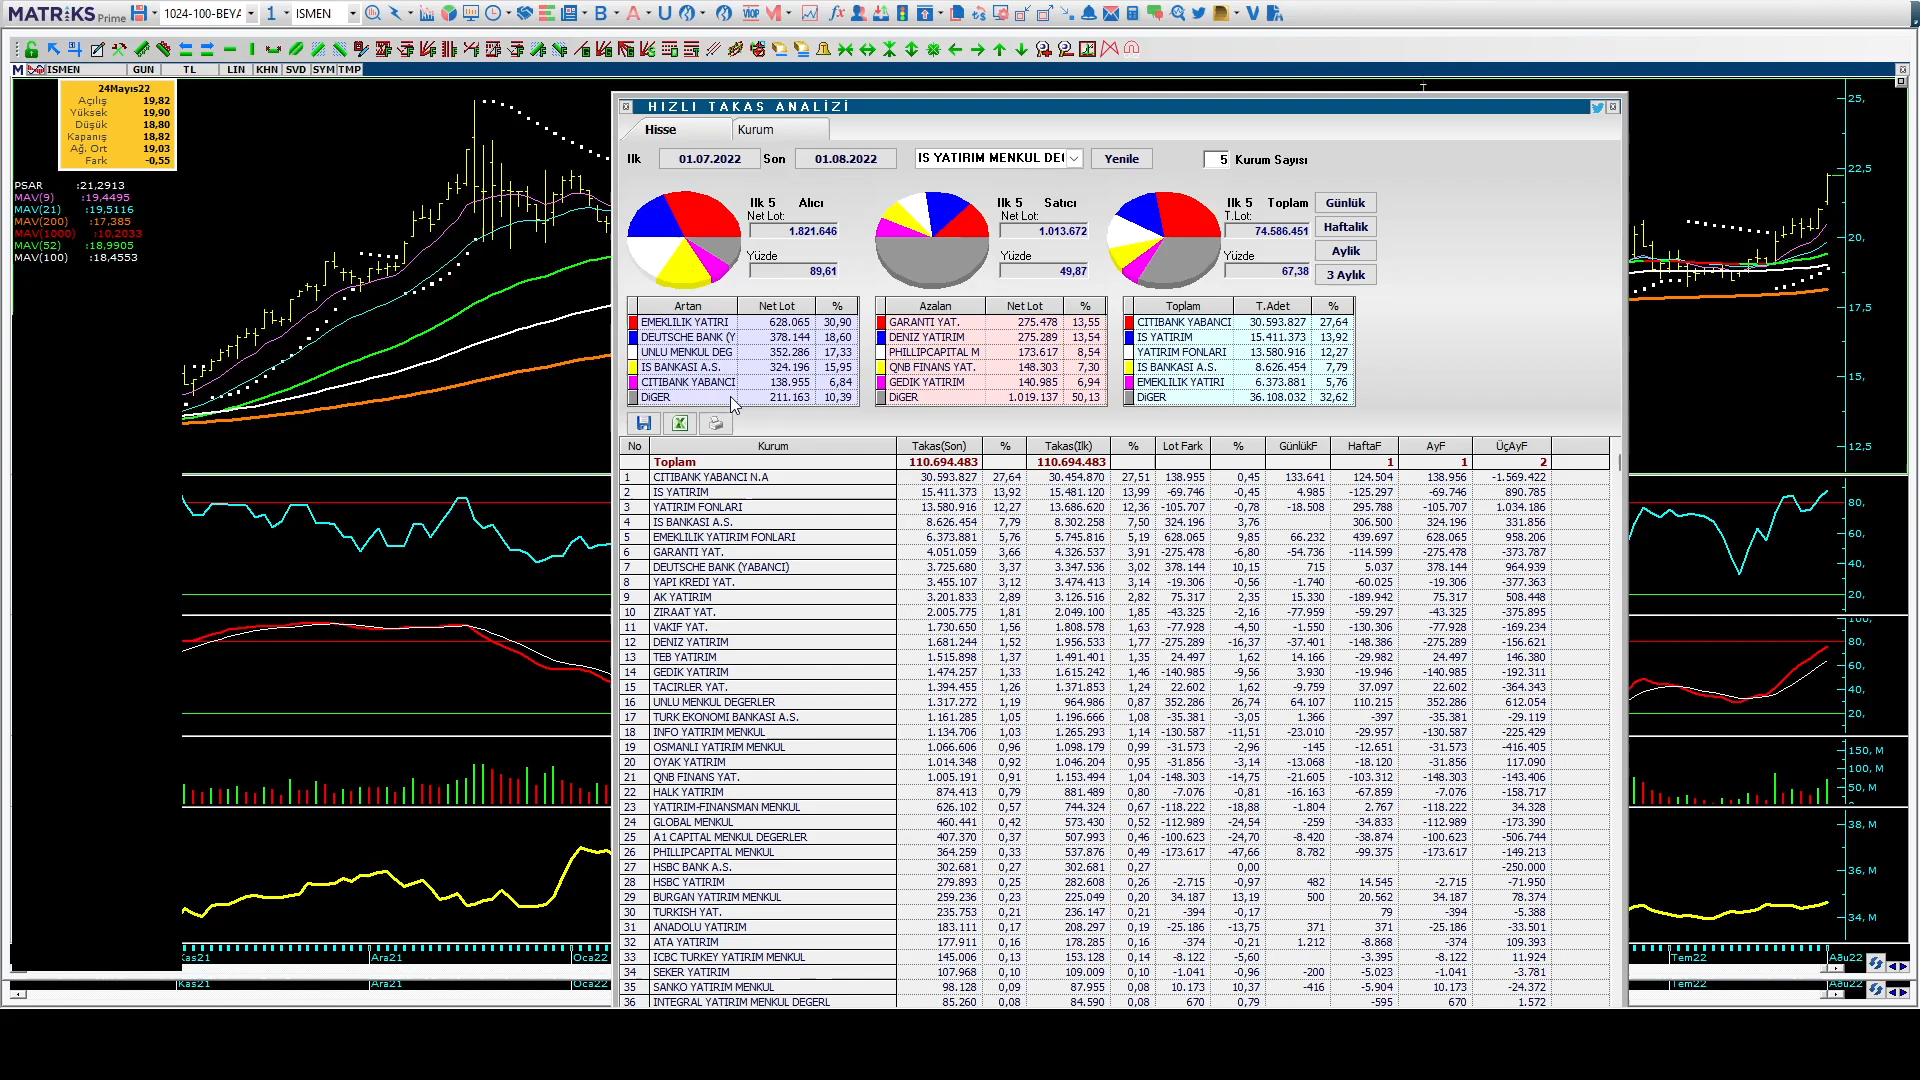 MATRiKS Prime 1024-100-BEYA 1 ISMEN
M ISMEN GUN TL LIN KHN SVD SYM TMP
24Mayıs22
Açılış 19,82
Yüksek 19,90
Düşük 18,80
Kapanış 18,82
Ağ. Ort 19,03
Fark -0,55
PSAR :21,2913
MAV(9) :19,4495
MAV(21) :19,5116
MAV(200) :17,385
MAV(1000) :10,2033
MAV(52) :18,9905
MAV(100) :18,4553
HIZLI TAKAS ANALİZİ
Hisse Kurum
Ilk 01.07.2022 Son 01.08.2022 IS YATIRIM MENKUL DE Yenile 5 Kurum Sayısı
Ilk 5 Alıcı
Net Lot:
1.821.646
Yüzde
89,61
Ilk 5 Satıcı
Net Lot:
1.013.672
Yüzde
49,87
Ilk 5 Toplam
T.Lot:
74.586.451
Yüzde
67,38
Günlük
Haftalık
Aylik
3 Aylık
Artan Net Lot %
EMEKLILIK YATIRI 628.065 30,90
DEUTSCHE BANK (Y 378.144 18,60
UNLU MENKUL DEG 352.286 17,33
IS BANKASI A.S. 324.196 15,95
CITIBANK YABANCI 138.955 6,84
DiGER 211.163 10,39
Azalan Net Lot %
GARANTI YAT. 275.478 13,55
DENIZ YATIRIM 275.289 13,54
PHILLIPCAPITAL M 173.617 8,54
QNB FINANS YAT. 148.303 7,30
GEDIK YATIRIM 140.985 6,94
DiGER 1.019.137 50,13
Toplam T.Adet %
CITIBANK YABANCI 30.593.827 27,64
IS YATIRIM 15.411.373 13,92
YATIRIM FONLARI 13.580.916 12,27
IS BANKASI A.S. 8.626.454 7,79
EMEKLILIK YATIRI 6.373.881 5,76
DiGER 36.108.032 32,62
No Kurum Takas(Son) % Takas(Ilk) % Lot Fark % GünlükF HaftaF AyF ÜçAyF
Toplam 110.694.483 110.694.483 1 1 2
1 CITIBANK YABANCI N.A 30.593.827 27,64 30.454.870 27,51 138.955 0,45 133.641 124.504 138.956 -1.569.422
2 IS YATIRIM 15.411.373 13,92 15.481.120 13,99 -69.746 -0,45 4.985 -125.297 -69.746 890.785
3 YATIRIM FONLARI 13.580.916 12,27 13.686.620 12,36 -105.707 -0,78 -18.508 295.788 -105.707 1.034.186
4 IS BANKASI A.S. 8.626.454 7,79 8.302.258 7,50 324.196 3,76 306.500 324.196 331.856
5 EMEKLILIK YATIRIM FONLARI 6.373.881 5,76 5.745.816 5,19 628.065 9,85 66.232 439.697 628.065 958.206
6 GARANTI YAT. 4.051.059 3,66 4.326.537 3,91 -275.478 -6,80 -54.736 -114.599 -275.478 -373.787
7 DEUTSCHE BANK (YABANCI) 3.725.680 3,37 3.347.536 3,02 378.144 10,15 715 5.037 378.144 964.939
8 YAPI KREDI YAT. 3.455.107 3,12 3.474.413 3,14 -19.306 -0,56 -1.740 -60.025 -19.306 -377.363
9 AK YATIRIM 3.201.833 2,89 3.126.516 2,82 75.317 2,35 15.330 -189.942 75.317 508.448
10 ZIRAAT YAT. 2.005.775 1,81 2.049.100 1,85 -43.325 -2,16 -77.959 -59.297 -43.325 -375.895
11 VAKIF YAT. 1.730.650 1,56 1.808.578 1,63 -77.928 -4,50 -1.550 -130.306 -77.928 -169.234
12 DENIZ YATIRIM 1.681.244 1,52 1.956.533 1,77 -275.289 -16,37 -37.401 -148.386 -275.289 -156.621
13 TEB YATIRIM 1.515.898 1,37 1.491.401 1,35 24.497 1,62 14.166 -29.982 24.497 146.380
14 GEDIK YATIRIM 1.474.257 1,33 1.615.242 1,46 -140.985 -9,56 3.930 -19.946 -140.985 -192.311
15 TACIRLER YAT. 1.394.455 1,26 1.371.853 1,24 22.602 1,62 -9.759 37.097 22.602 -364.343
16 UNLU MENKUL DEGERLER 1.317.272 1,19 964.986 0,87 352.286 26,74 64.107 110.215 352.286 612.054
17 TURK EKONOMI BANKASI A.S. 1.161.285 1,05 1.196.666 1,08 -35.381 -3,05 1.366 -397 -35.381 -29.119
18 INFO YATIRIM MENKUL 1.134.706 1,03 1.265.293 1,14 -130.587 -11,51 -23.010 -29.957 -130.587 -225.429
19 OSMANLI YATIRIM MENKUL 1.066.606 0,96 1.098.179 0,99 -31.573 -2,96 -145 -12.651 -31.573 -416.405
20 OYAK YATIRIM 1.014.348 0,92 1.046.204 0,95 -31.856 -3,14 -13.068 -18.120 -31.856 117.090
21 QNB FINANS YAT. 1.005.191 0,91 1.153.494 1,04 -148.303 -14,75 -21.605 -103.312 -148.303 -143.406
22 HALK YATIRIM 874.413 0,79 881.489 0,80 -7.076 -0,81 -16.163 -67.859 -7.076 -158.717
23 YATIRIM-FINANSMAN MENKUL 626.102 0,57 744.324 0,67 -118.222 -18,88 -1.804 2.767 -118.222 34.328
24 GLOBAL MENKUL 460.441 0,42 573.430 0,52 -112.989 -24,54 -259 -34.833 -112.989 -173.390
25 A1 CAPITAL MENKUL DEGERLER 407.370 0,37 507.993 0,46 -100.623 -24,70 -8.420 -38.874 -100.623 -506.744
26 PHILLIPCAPITAL MENKUL 364.259 0,33 537.876 0,49 -173.617 -47,66 8.782 -99.375 -173.617 -149.213
27 HSBC BANK A.S. 302.681 0,27 302.681 0,27 0,00 -250.000
28 HSBC YATIRIM 279.893 0,25 282.608 0,26 -2.715 -0,97 482 14.545 -2.715 -71.950
29 BURGAN YATIRIM MENKUL 259.236 0,23 225.049 0,20 34.187 13,19 500 20.562 34.187 78.374
30 TURKISH YAT. 235.753 0,21 236.147 0,21 -394 -0,17 79 -394 -5.388
31 ANADOLU YATIRIM 183.111 0,17 208.297 0,19 -25.186 -13,75 371 371 -25.186 -33.501
32 ATA YATIRIM 177.911 0,16 178.285 0,16 -374 -0,21 1.212 -8.868 -374 109.393
33 ICBC TURKEY YATIRIM MENKUL 145.006 0,13 153.128 0,14 -8.122 -5,60 -3.395 -8.122 11.924
34 SEKER YATIRIM 107.968 0,10 109.009 0,10 -1.041 -0,96 -200 -5.023 -1.041 -3.781
35 SANKO YATIRIM MENKUL 98.128 0,09 87.955 0,08 10.173 10,37 -416 -5.904 10.173 -24.372
36 INTEGRAL YATIRIM MENKUL DEGERL 85.260 0,08 84.590 0,08 670 0,79 -595 670 1.572
25,
22,5
20,
17,5
15,
12,5
80,
60,
40,
20,
100,
80,
60,
40,
20,
150, M
100, M
50, M
38, M
36, M
34, M
Kas21 Ara21 Oca22 Tem22 Ağu22
Kas21 Ara21 Oca22 Tem22 Ağu22